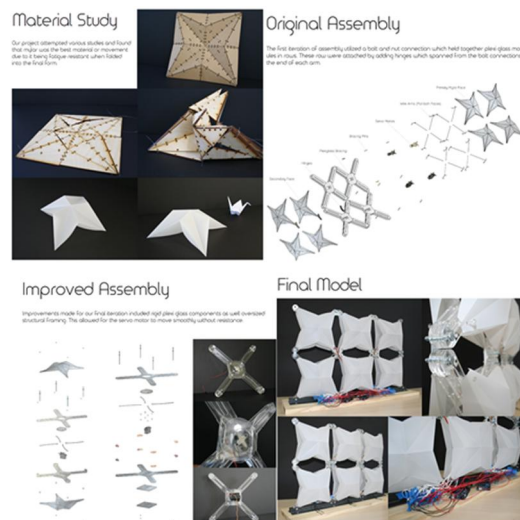 Material Study
Our project attempted various studies and found
that mylar was the best material or movement
due to it being fatigue resistant when folded
into the final form.
Original Assembly
The first iteration of assembly utilized a bolt and nut connection which held together plexi glass mo
ules in rows. These row were attached by adding hinges which spanned from the bolt connection
the end of each arm.
Hinges
Improved Assembly
Improvements made for our final iteration included rigid plexi glass components as well oversized
structural framing. This allowed for the servo motor to move smoothly without resistance.
Final Model